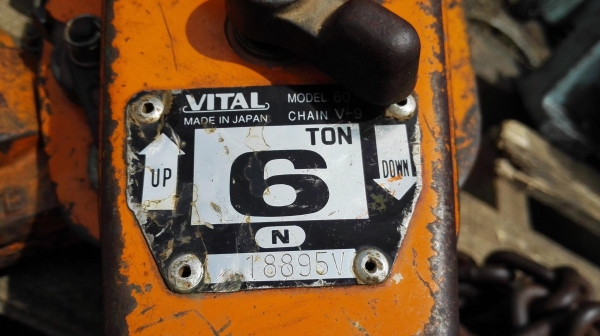 VITAL
MADE IN JAPAN
MODEL
CHAIN V-9
TON
6
UP
DOWN
N
18895V